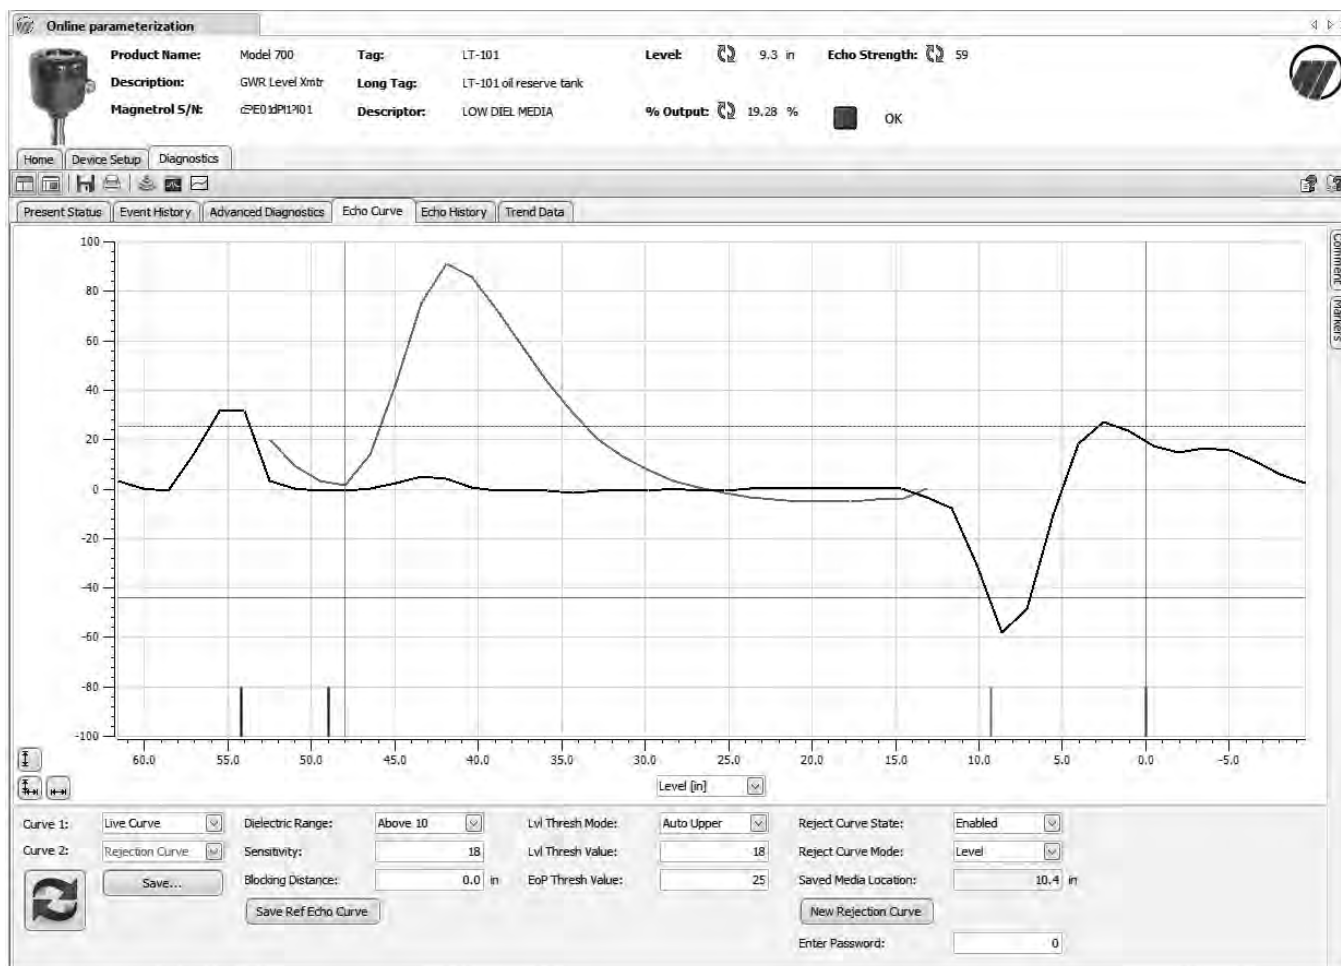 Online parameterization
Product Name: Model 700 Tag: LT-101 Level: 9.3 in Echo Strength: 59
Description: GWR Level Xmtr Long Tag: LT-101 oil reserve tank
Magnetrol S/N: Descriptor: LOW DIEL MEDIA % Output: 19.28 % OK
Home Device Setup Diagnostics
Present Status Event History Advanced Diagnostics Echo Curve Echo History Trend Data
Comment
Markers
100
80
60
40
20
0
-20
-40
-60
-80
-100
60.0 55.0 50.0 45.0 40.0 35.0 30.0 25.0 20.0 15.0 10.0 5.0 0.0 -5.0
Level [in]
Curve 1: Live Curve Dielectric Range: Above 10 Lvl Thresh Mode: Auto Upper Reject Curve State: Enabled
Curve 2: Rejection Curve Sensitivity: 18 Lvl Thresh Value: 18 Reject Curve Mode: Level
Save... Blocking Distance: 0.0 in EoP Thresh Value: 25 Saved Media Location: 10.4 in
Save Ref Echo Curve New Rejection Curve
Enter Password: 0